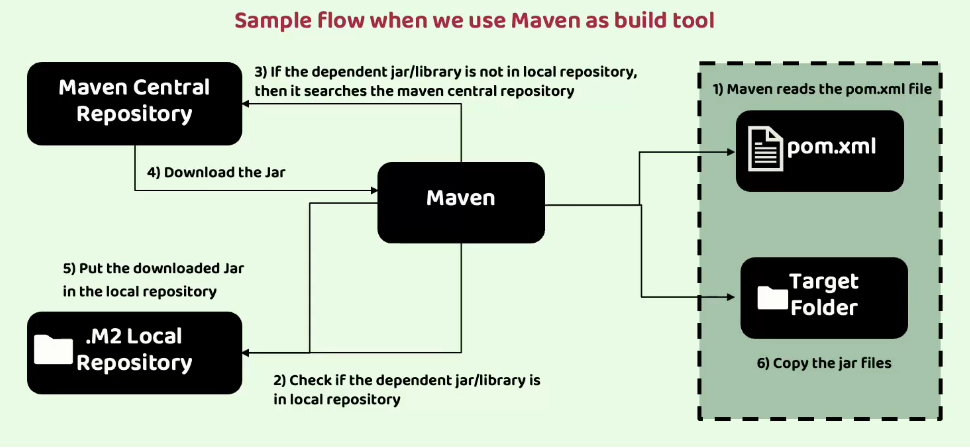 Sample flow when we use Maven as build tool
3) If the dependent jar/library is not in local repository,
then it searches the maven central repository
Maven Central
Repository
1) Maven reads the pom.xml file
pom.xml
4) Download the Jar
Maven
5) Put the downloaded Jar
in the local repository
Target
Folder
.M2 Local
Repository
6) Copy the jar files
2) Check if the dependent jar/library is
in local repository